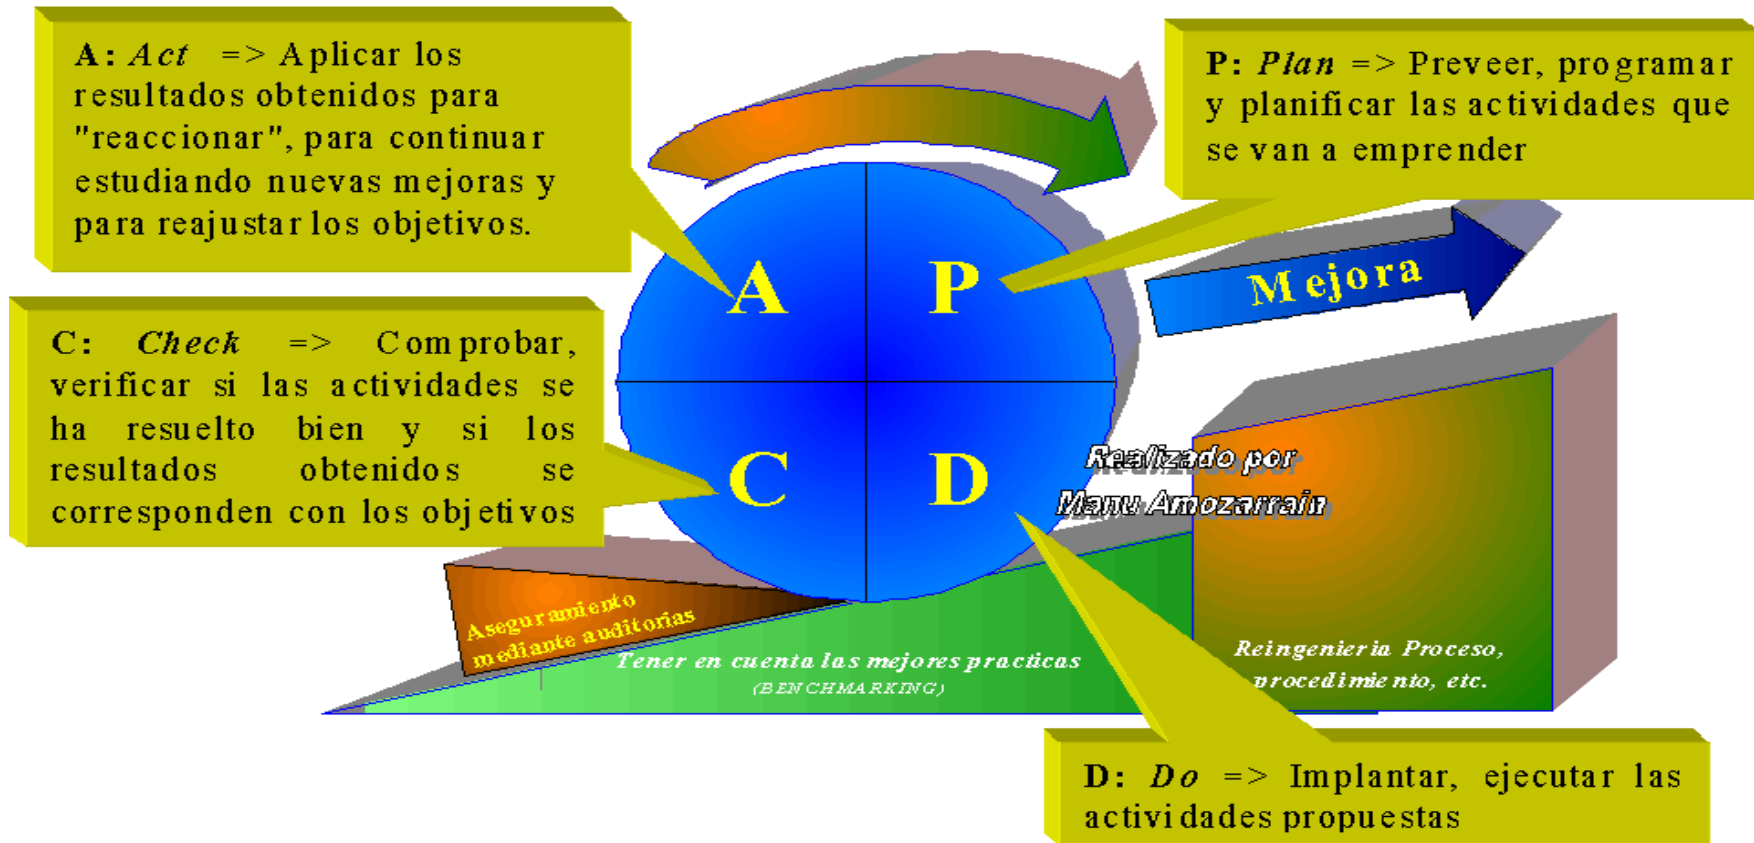 A: Act => Aplicar los
resultados obtenidos para
"reaccionar", para continuar
estudiando nuevas mejoras y
para reajustar los objetivos.
P: Plan => Preveer, programar
y planificar las actividades que
se van a emprender
A
P
Mejora
C: Check => Comprobar,
verificar si las actividades se
ha resuelto bien y si los
resultados obtenidos se
corresponden con los objetivos
C
D
Realizado por
Manu Amozarrain
Aseguramiento
mediante auditorias
Tener en cuenta las mejores practicas
(BENCHMARKING)
Reingenieria Proceso,
procedimiento, etc.
D: Do => Implantar, ejecutar las
actividades propuestas